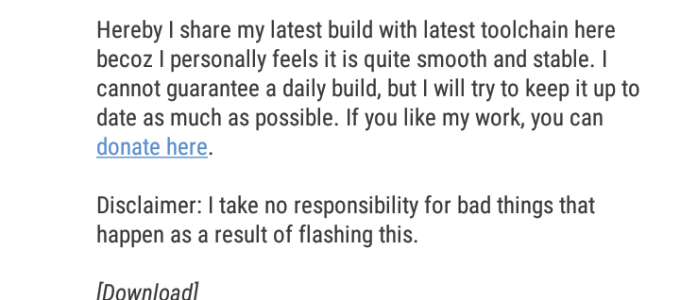 Hereby I share my latest build with latest toolchain here
becoz I personally feels it is quite smooth and stable. I
cannot guarantee a daily build, but I will try to keep it up to
date as much as possible. If you like my work, you can
donate here.
Disclaimer: I take no responsibility for bad things that
happen as a result of flashing this.
[Download]